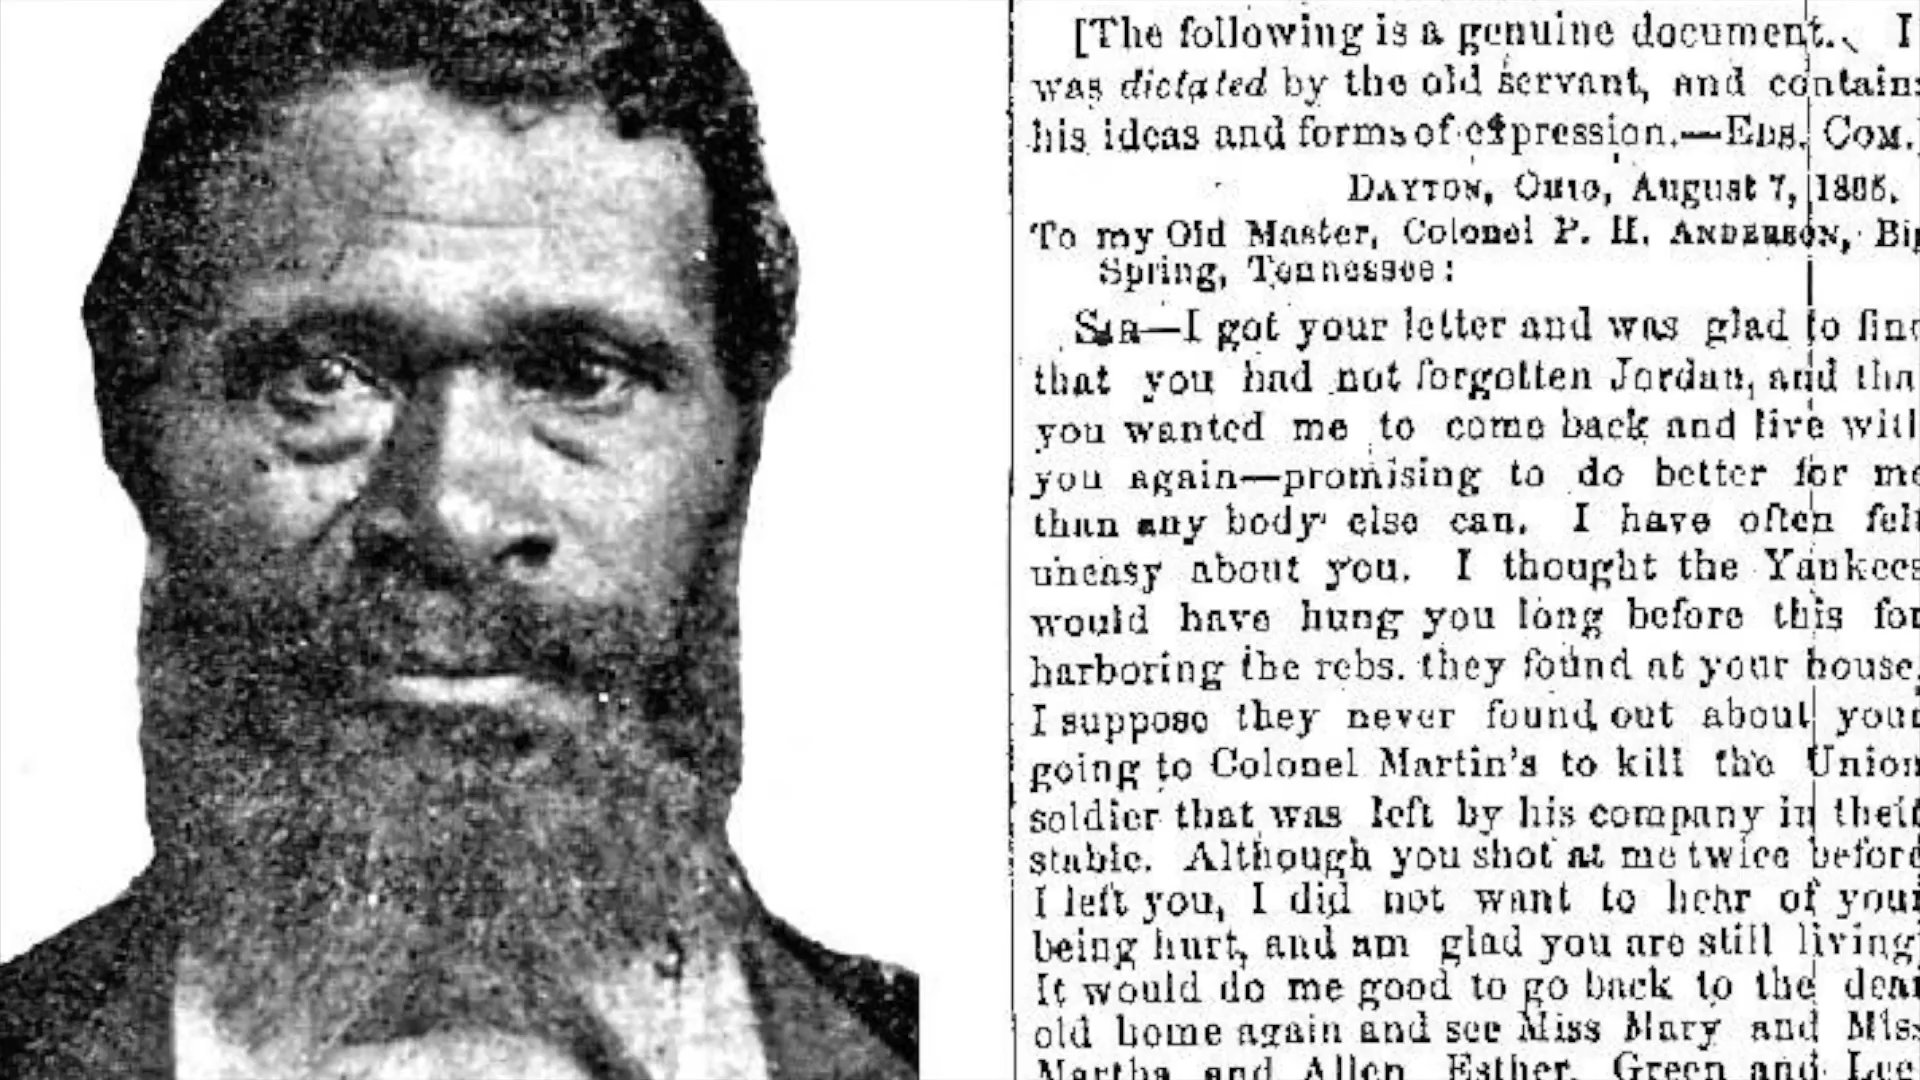 [The following is a genuine document. I
was dictated by the old servant, and contain
his ideas and forms of expression.—EDS. COM.
DAYTON, OHIO, August 7, 1865.
To my Old Master, Colonel P. H. ANDERSON, Big
Spring, Tennessee:
SIR—I got your letter and was glad to find
that you had not forgotten Jordan, and tha
you wanted me to come back and live with
you again—promising to do better for me
than any body else can. I have often felt
uneasy about you. I thought the Yankees
would have hung you long before this for
harboring the rebs. they found at your house.
I suppose they never found out about your
going to Colonel Martin's to kill the Union
soldier that was left by his company in their
stable. Although you shot at me twice before
I left you, I did not want to hear of your
being hurt, and am glad you are still living
It would do me good to go back to the dear
old home again and see Miss Mary and Miss
Martha and Allen, Esther, Green and Lee